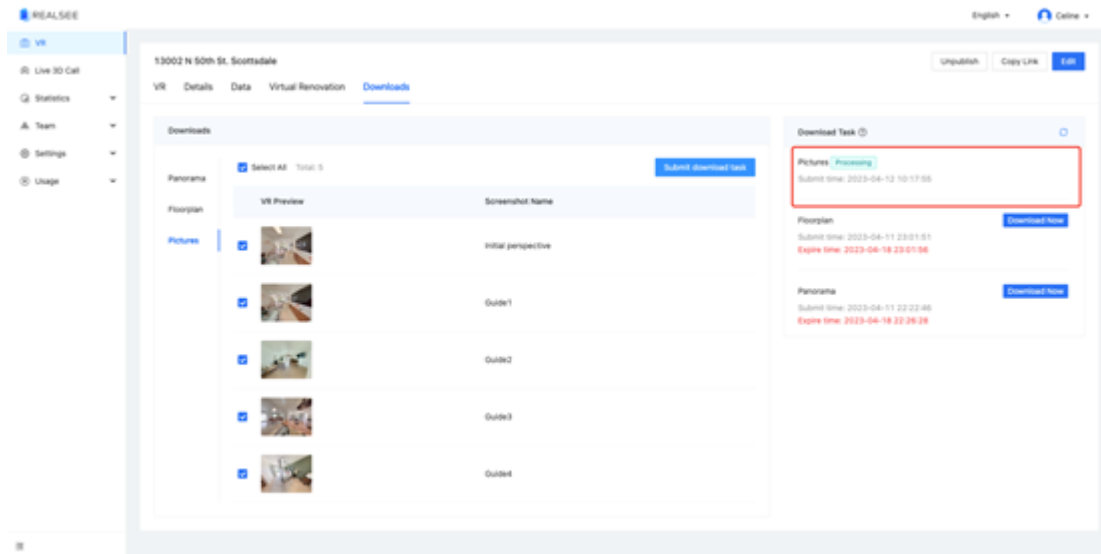 REALSEE
English
Celine
VR
Live 3D Call
Statistics
Team
Settings
Usage
13002 N 50th St. Scottsdale
Unpublish
Copy Link
Edit
VR
Details
Data
Virtual Renovation
Downloads
Downloads
Panorama
Floorplan
Pictures
Select All
Total: 5
Submit download task
VR Preview
Screenshot Name
Initial perspective
Guide1
Guide2
Guide3
Guide4
Download Task
Pictures Processing
Submit time: 2023-04-12 10:17:55
Floorplan
Download Now
Submit time: 2023-04-11 23:01:51
Expire time: 2023-04-18 23:01:56
Panorama
Download Now
Submit time: 2023-04-11 22:22:46
Expire time: 2023-04-18 22:26:28